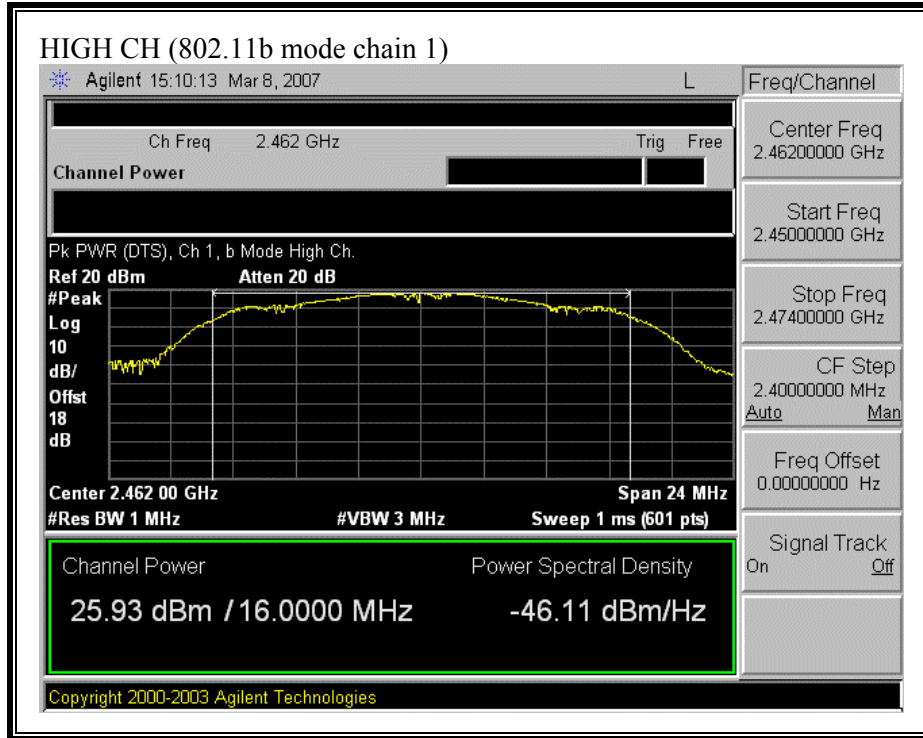 HIGH CH (802.11b mode chain 1)
Agilent 15:10:13 Mar 8, 2007 L
Freq/Channel
Ch Freq 2.462 GHz Trig Free
Channel Power
Center Freq
2.46200000 GHz
Start Freq
2.45000000 GHz
Stop Freq
2.47400000 GHz
CF Step
2.40000000 MHz
Auto Man
Freq Offset
0.00000000 Hz
Signal Track
On Off
Pk PWR (DTS), Ch 1, b Mode High Ch.
Ref 20 dBm Atten 20 dB
#Peak
Log
10
dB/
Offst
18
dB
Center 2.462 00 GHz Span 24 MHz
#Res BW 1 MHz #VBW 3 MHz Sweep 1 ms (601 pts)
Channel Power Power Spectral Density
25.93 dBm / 16.0000 MHz -46.11 dBm/Hz
Copyright 2000-2003 Agilent Technologies